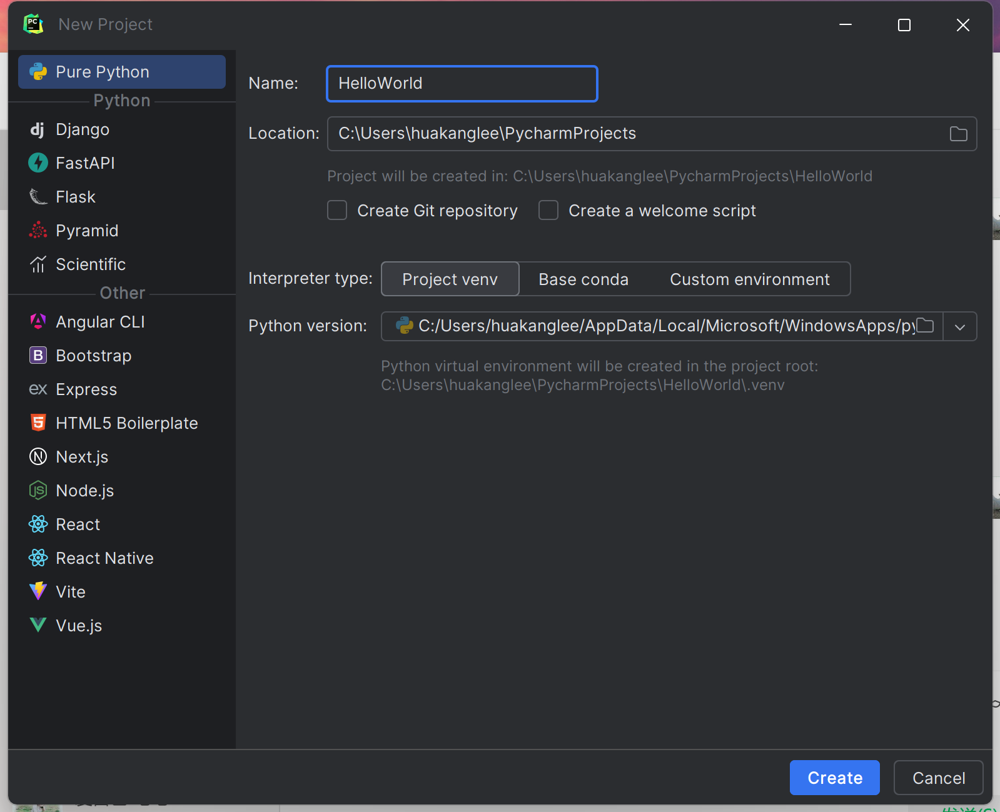 New Project
Pure Python
Python
Django
FastAPI
Flask
Pyramid
Scientific
Other
Angular CLI
Bootstrap
Express
HTML5 Boilerplate
Next.js
Node.js
React
React Native
Vite
Vue.js
Name: HelloWorld
Location: C:\Users\huakanglee\PycharmProjects
Project will be created in: C:\Users\huakanglee\PycharmProjects\HelloWorld
Create Git repository Create a welcome script
Interpreter type: Project venv Base conda Custom environment
Python version: C:/Users/huakanglee/AppData/Local/Microsoft/WindowsApps/py
Python virtual environment will be created in the project root:
C:\Users\huakanglee\PycharmProjects\HelloWorld\.venv
Create Cancel